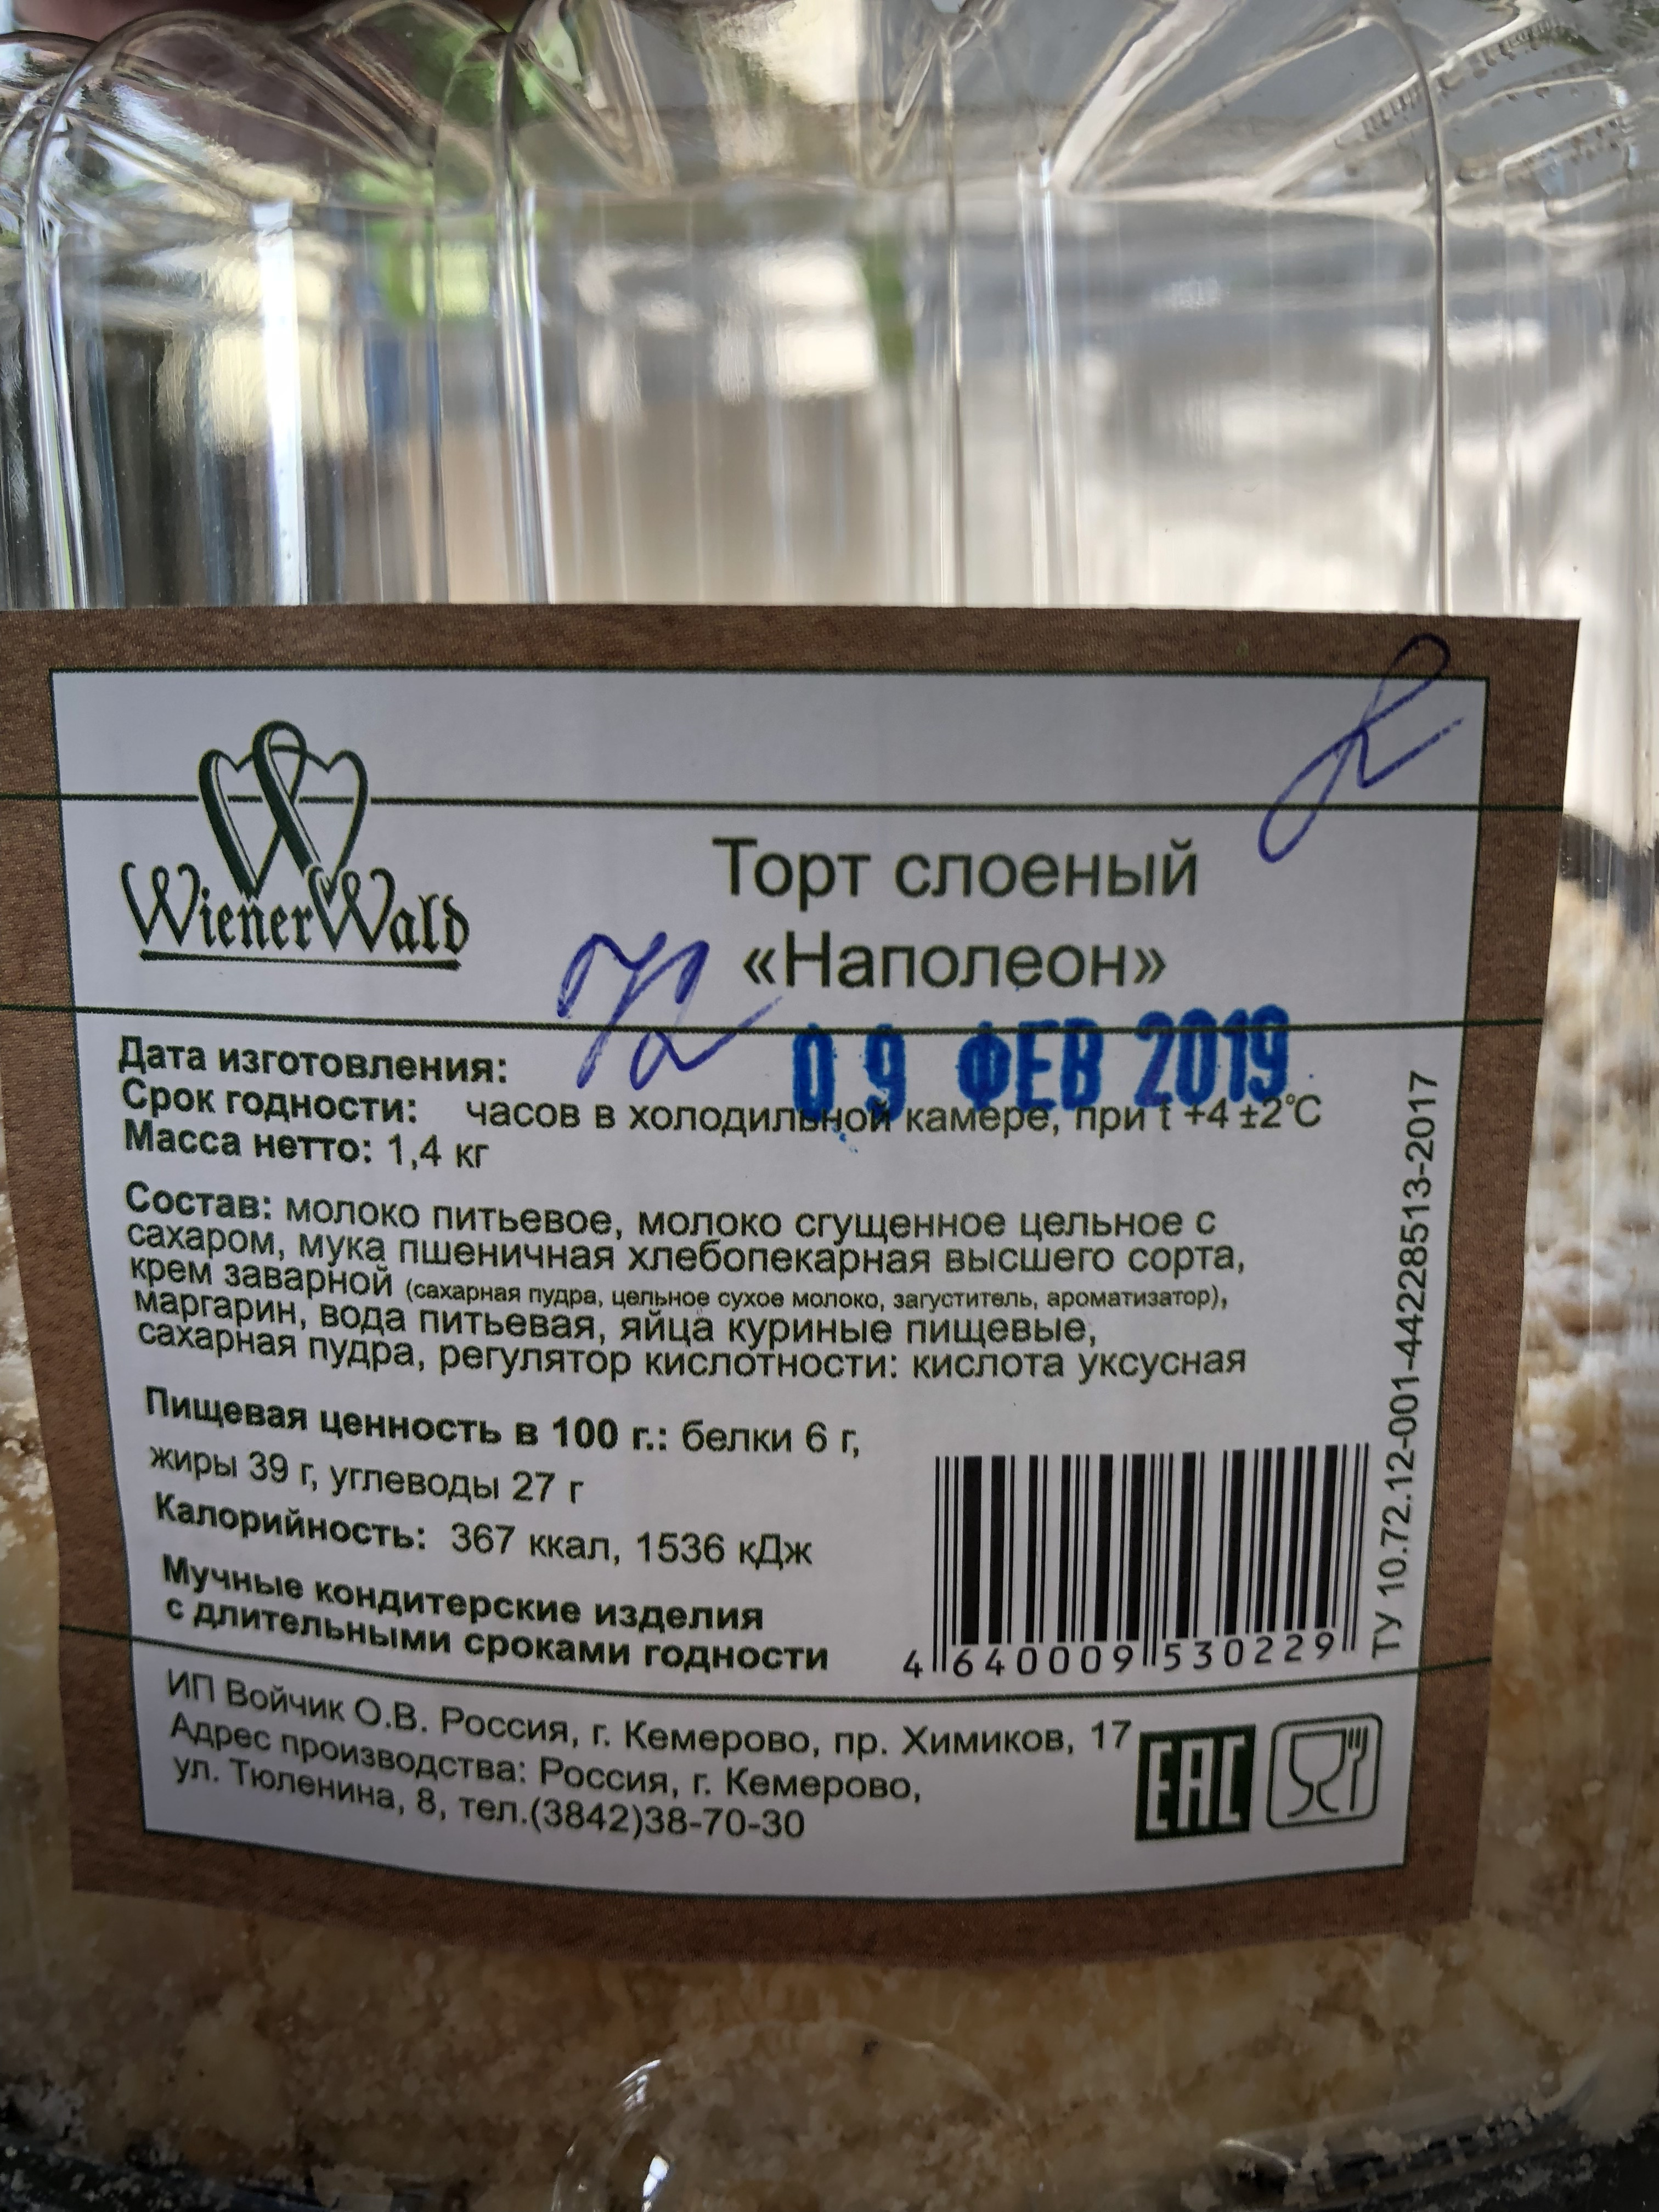 WienerWald
Торт слоеный
«Наполеон»
72
09 ФЕВ 2019
Дата изготовления:
Срок годности: часов в холодильной камере, при t +4 ±2°С
Масса нетто: 1,4 кг
Состав: молоко питьевое, молоко сгущенное цельное с
сахаром, мука пшеничная хлебопекарная высшего сорта,
крем заварной (сахарная пудра, цельное сухое молоко, загуститель, ароматизатор),
маргарин, вода питьевая, яйца куриные пищевые,
сахарная пудра, регулятор кислотности: кислота уксусная
Пищевая ценность в 100 г.: белки 6 г,
жиры 39 г, углеводы 27 г
Калорийность: 367 ккал, 1536 кДж
Мучные кондитерские изделия
с длительными сроками годности
4 640009 530229
ТУ 10.72.12-001-44228513-2017
ИП Войчик О.В. Россия, г. Кемерово, пр. Химиков, 17
Адрес производства: Россия, г. Кемерово,
ул. Тюленина, 8, тел.(3842)38-70-30
ЕАС